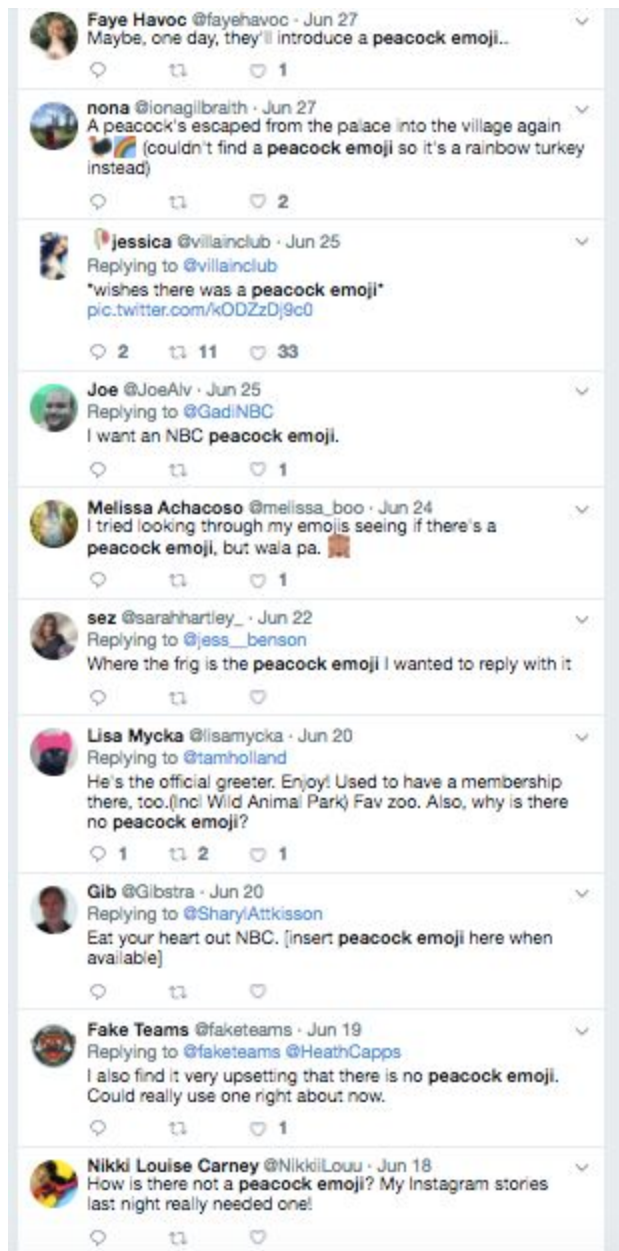 Faye Havoc @fayehavoc · Jun 27
Maybe, one day, they'll introduce a peacock emoji..
1
nona @ionagilbraith · Jun 27
A peacock's escaped from the palace into the village again
🦃🌈 (couldn't find a peacock emoji so it's a rainbow turkey
instead)
2
jessica @villainclub · Jun 25
Replying to @villainclub
*wishes there was a peacock emoji*
pic.twitter.com/kODZzDj9c0
2 11 33
Joe @JoeAlv · Jun 25
Replying to @GadiNBC
I want an NBC peacock emoji.
1
Melissa Achacoso @melissa_boo · Jun 24
I tried looking through my emojis seeing if there's a
peacock emoji, but wala pa. 🙈
1
sez @sarahhartley_ · Jun 22
Replying to @jess__benson
Where the frig is the peacock emoji I wanted to reply with it
Lisa Mycka @lisamycka · Jun 20
Replying to @tamholland
He's the official greeter. Enjoy! Used to have a membership
there, too.(Incl Wild Animal Park) Fav zoo. Also, why is there
no peacock emoji?
1 2 1
Gib @Gibstra · Jun 20
Replying to @SharylAttkisson
Eat your heart out NBC. [insert peacock emoji here when
available]
Fake Teams @faketeams · Jun 19
Replying to @faketeams @HeathCapps
I also find it very upsetting that there is no peacock emoji.
Could really use one right about now.
1
Nikki Louise Carney @NikkiiLouu · Jun 18
How is there not a peacock emoji? My Instagram stories
last night really needed one!